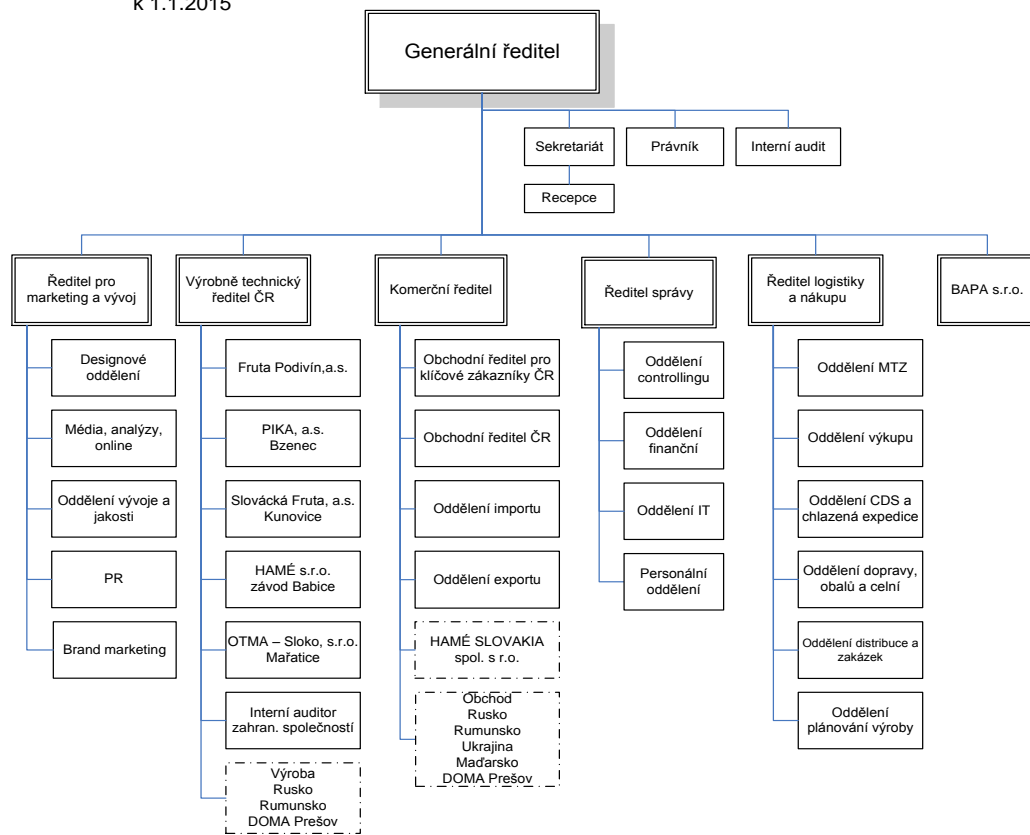 k 1.1.2015
Generální ředitel
Sekretariát
Právník
Interní audit
Recepce
Ředitel pro
marketing a vývoj
Výrobně technický
ředitel ČR
Komerční ředitel
Ředitel správy
Ředitel logistiky
a nákupu
BAPA s.r.o.
Designové
oddělení
Média, analýzy,
online
Oddělení vývoje a
jakosti
PR
Brand marketing
Fruta Podivín,a.s.
PIKA, a.s.
Bzenec
Slovácká Fruta, a.s.
Kunovice
HAMÉ s.r.o.
závod Babice
OTMA – Sloko, s.r.o.
Mařatice
Interní auditor
zahran. společností
Výroba
Rusko
Rumunsko
DOMA Prešov
Obchodní ředitel pro
klíčové zákazníky ČR
Obchodní ředitel ČR
Oddělení importu
Oddělení exportu
HAMÉ SLOVAKIA
spol. s r.o.
Obchod
Rusko
Rumunsko
Ukrajina
Maďarsko
DOMA Prešov
Oddělení
controllingu
Oddělení
finanční
Oddělení IT
Personální
oddělení
Oddělení MTZ
Oddělení výkupu
Oddělení CDS a
chlazená expedice
Oddělení dopravy,
obalů a celní
Oddělení distribuce a
zakázek
Oddělení
plánování výroby